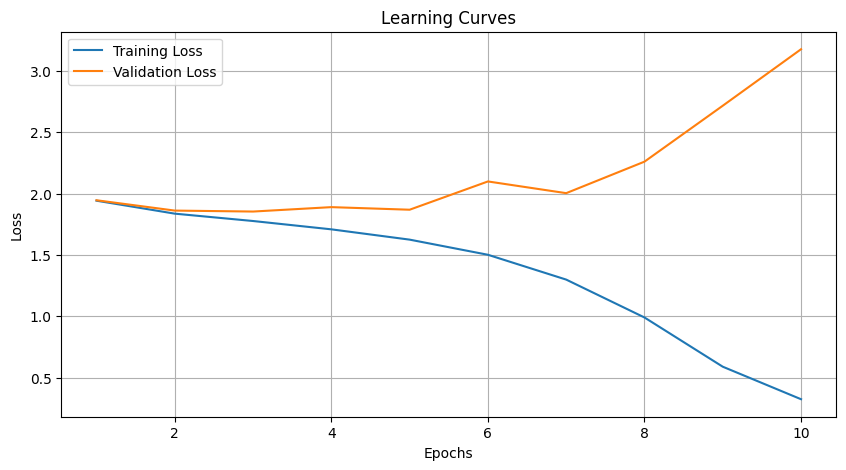 Learning Curves
Training Loss
Validation Loss
3.0
2.5
2.0
1.5
1.0
0.5
Loss
2 4 6 8 10
Epochs